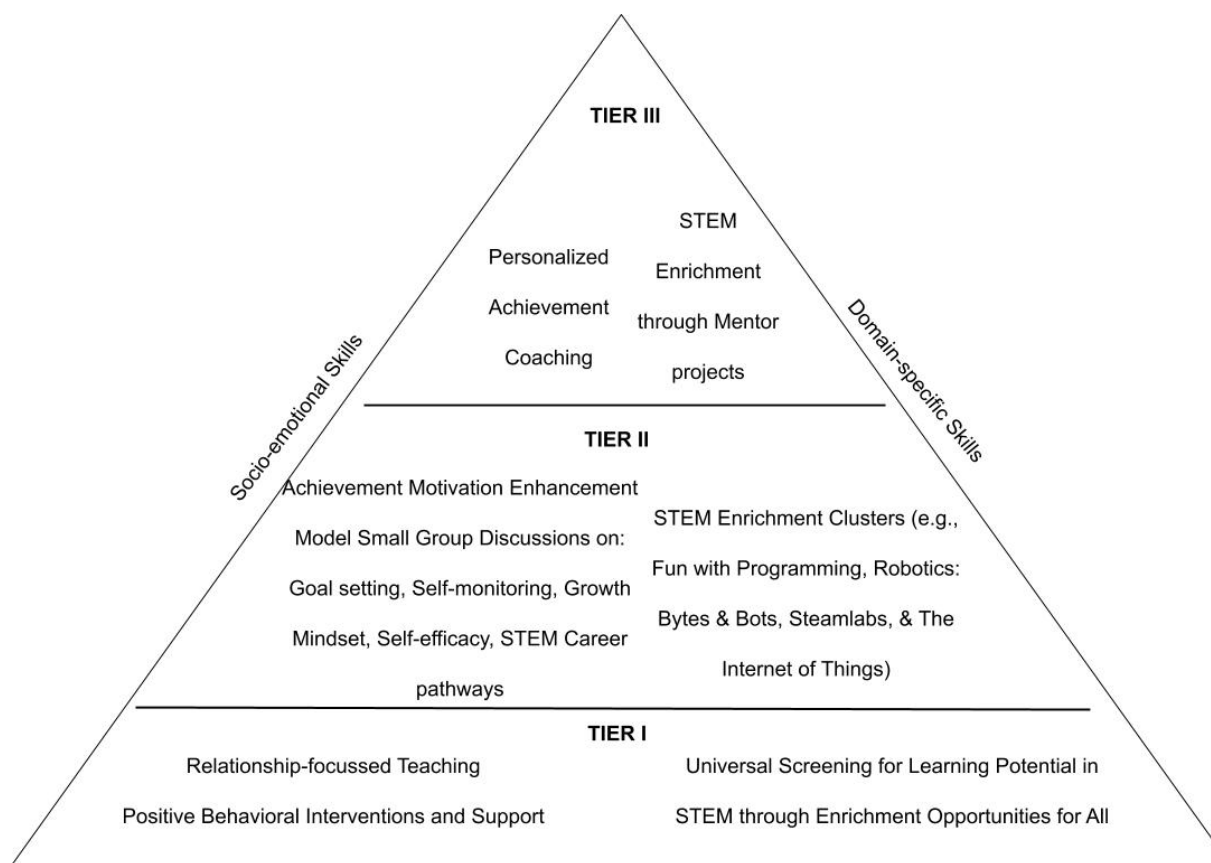 TIER III
Personalized
Achievement
Coaching
STEM
Enrichment
through Mentor
projects
Socio-emotional Skills
Domain-specific Skills
TIER II
Achievement Motivation Enhancement
Model Small Group Discussions on:
Goal setting, Self-monitoring, Growth
Mindset, Self-efficacy, STEM Career
pathways
STEM Enrichment Clusters (e.g.,
Fun with Programming, Robotics:
Bytes & Bots, Steamlabs, & The
Internet of Things)
TIER I
Relationship-focussed Teaching
Positive Behavioral Interventions and Support
Universal Screening for Learning Potential in
STEM through Enrichment Opportunities for All